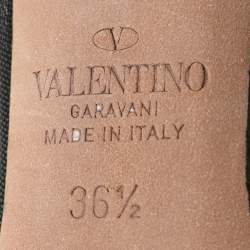 VALENTINO
GARAVANI
MADE IN ITALY
36½